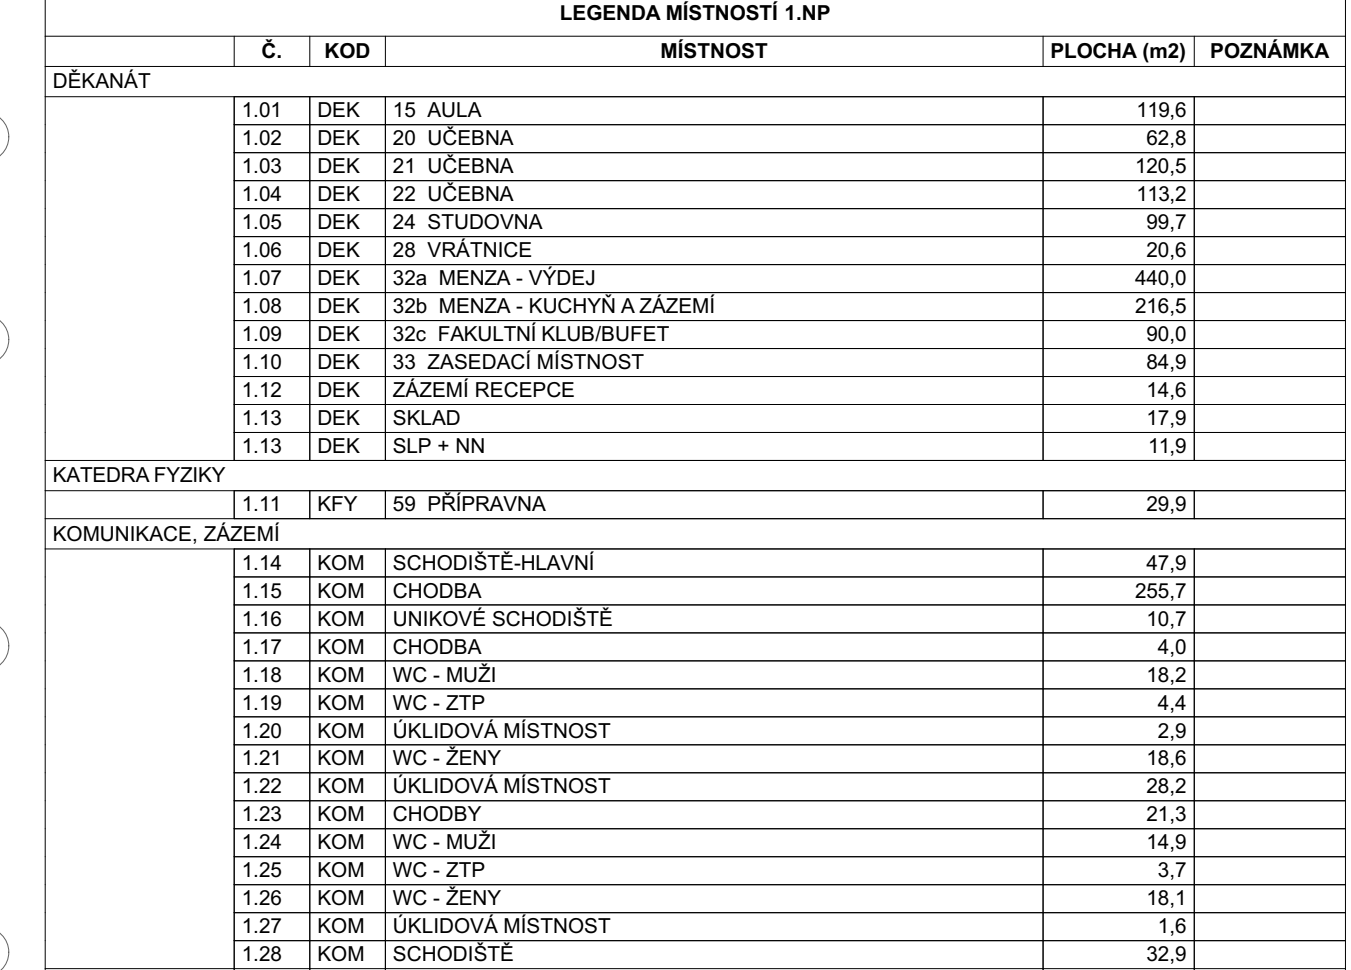 LEGENDA MÍSTNOSTÍ 1.NP
Č. KOD MÍSTNOST PLOCHA (m2) POZNÁMKA
DĚKANÁT
1.01 DEK 15 AULA 119,6
1.02 DEK 20 UČEBNA 62,8
1.03 DEK 21 UČEBNA 120,5
1.04 DEK 22 UČEBNA 113,2
1.05 DEK 24 STUDOVNA 99,7
1.06 DEK 28 VRÁTNICE 20,6
1.07 DEK 32a MENZA - VÝDEJ 440,0
1.08 DEK 32b MENZA - KUCHYŇ A ZÁZEMÍ 216,5
1.09 DEK 32c FAKULTNÍ KLUB/BUFET 90,0
1.10 DEK 33 ZASEDACÍ MÍSTNOST 84,9
1.12 DEK ZÁZEMÍ RECEPCE 14,6
1.13 DEK SKLAD 17,9
1.13 DEK SLP + NN 11,9
KATEDRA FYZIKY
1.11 KFY 59 PŘÍPRAVNA 29,9
KOMUNIKACE, ZÁZEMÍ
1.14 KOM SCHODIŠTĚ-HLAVNÍ 47,9
1.15 KOM CHODBA 255,7
1.16 KOM UNIKOVÉ SCHODIŠTĚ 10,7
1.17 KOM CHODBA 4,0
1.18 KOM WC - MUŽI 18,2
1.19 KOM WC - ZTP 4,4
1.20 KOM ÚKLIDOVÁ MÍSTNOST 2,9
1.21 KOM WC - ŽENY 18,6
1.22 KOM ÚKLIDOVÁ MÍSTNOST 28,2
1.23 KOM CHODBY 21,3
1.24 KOM WC - MUŽI 14,9
1.25 KOM WC - ZTP 3,7
1.26 KOM WC - ŽENY 18,1
1.27 KOM ÚKLIDOVÁ MÍSTNOST 1,6
1.28 KOM SCHODIŠTĚ 32,9